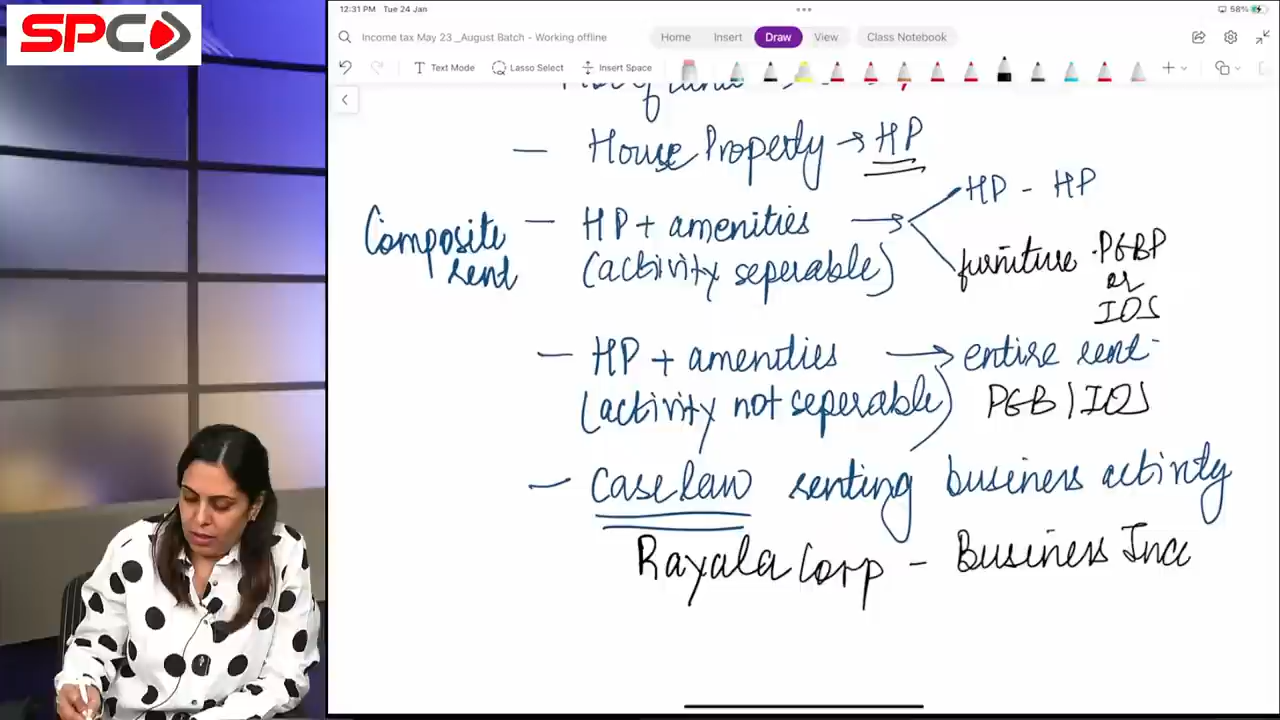 SPC
12:31 PM Tue 24 Jan
58%
Income tax May 23 _August Batch - Working offline
Home Insert Draw View Class Notebook
Text Mode Lasso Select Insert Space
— House Property → HP
HP - HP
Composite rent
— HP + amenities →
(activity seperable)
furniture - PGBP
or
IOS
— HP + amenities → entire rent
(activity not seperable) PGB | IOS
— Case law renting business activity
Rayala Corp - Business Inco